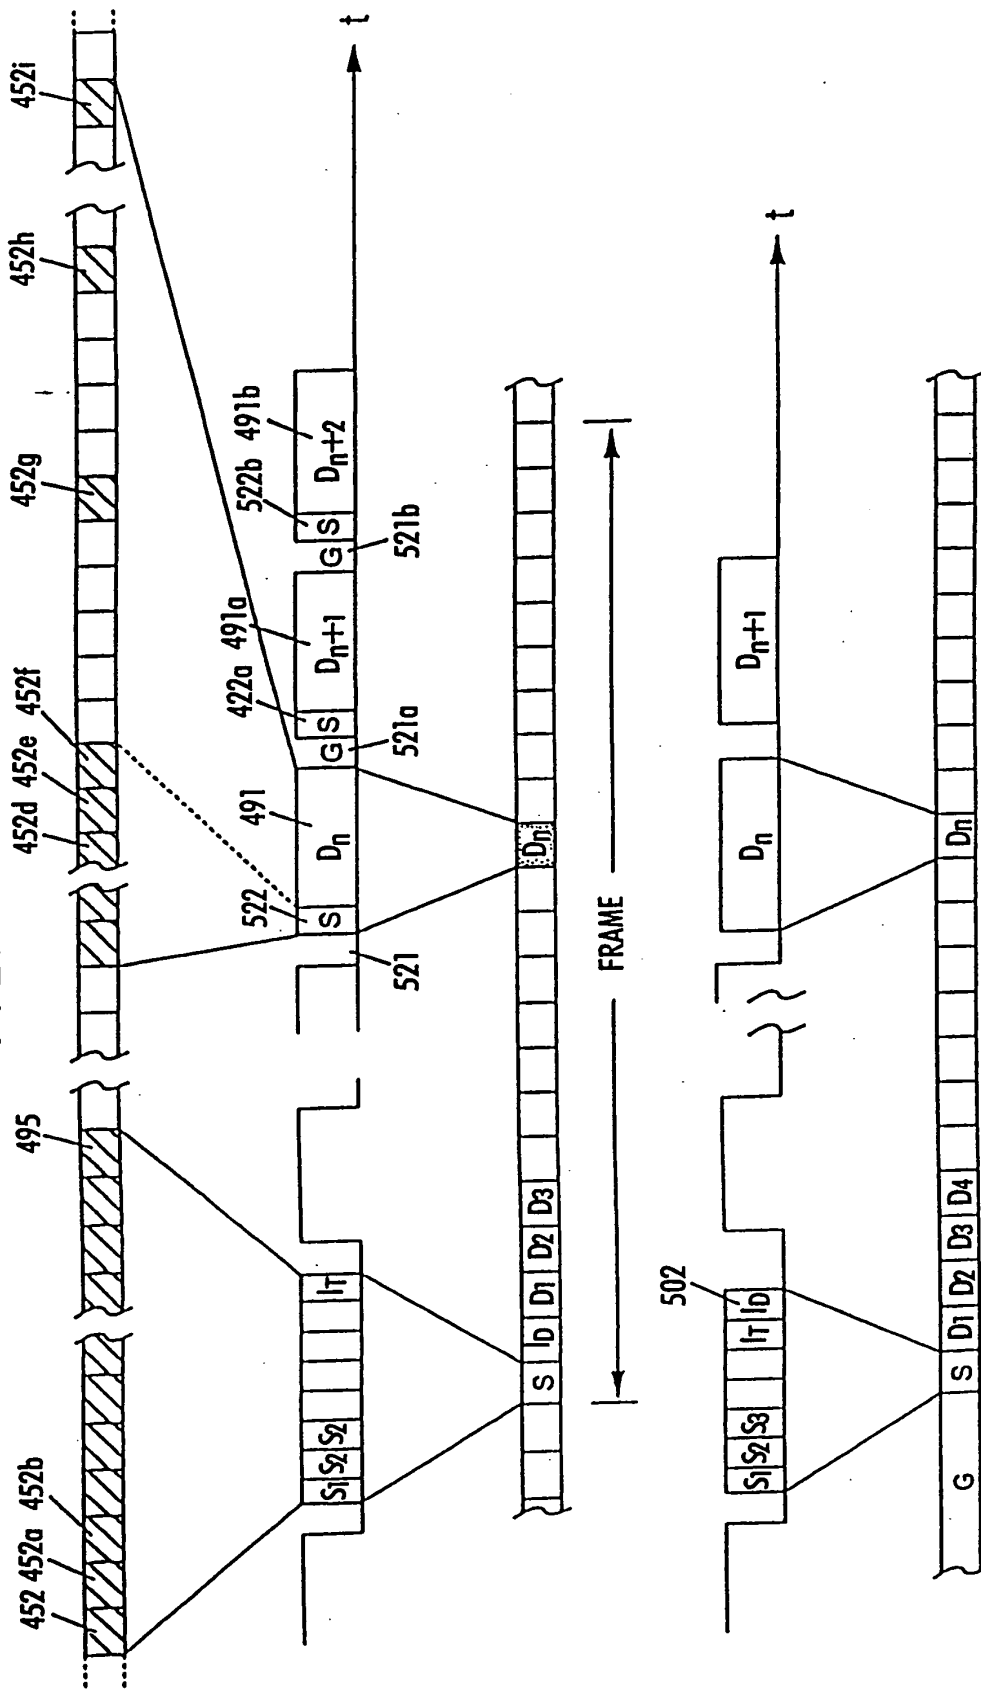 452 452a 452b 495 452d 452e 452f 452g 452h 452i
S1 S2 S2 IT
521 522 S Dn 491
G 521a S 422a Dn+1 491a
G 521b S 522b Dn+2 491b
t
S ID D1 D2 D3 Dn
FRAME
S1 S2 S3 IT ID 502
Dn Dn+1
t
G S D1 D2 D3 D4 Dn